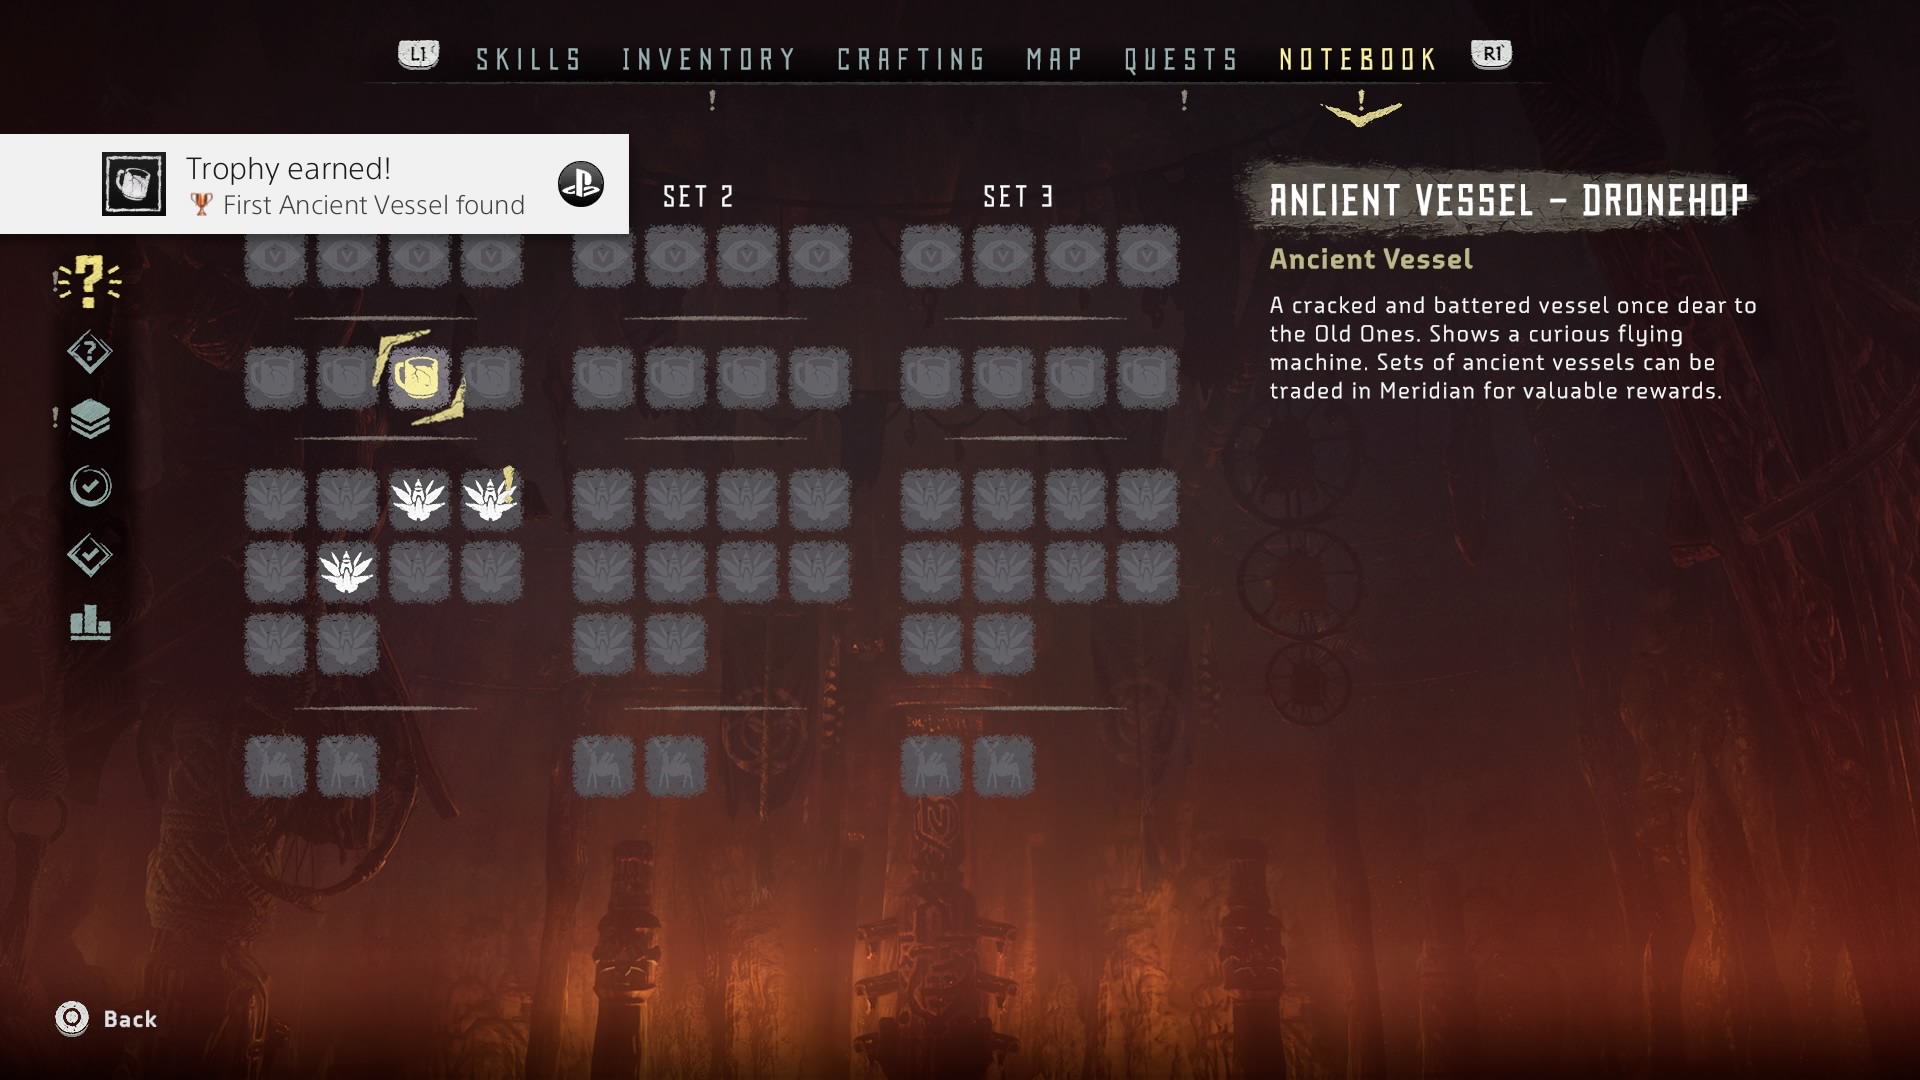 L1 SKILLS INVENTORY CRAFTING MAP QUESTS NOTEBOOK R1
! ! !
Trophy earned!
First Ancient Vessel found
SET 2
SET 3
ANCIENT VESSEL – DRONEHOP
Ancient Vessel
A cracked and battered vessel once dear to
the Old Ones. Shows a curious flying
machine. Sets of ancient vessels can be
traded in Meridian for valuable rewards.
Back